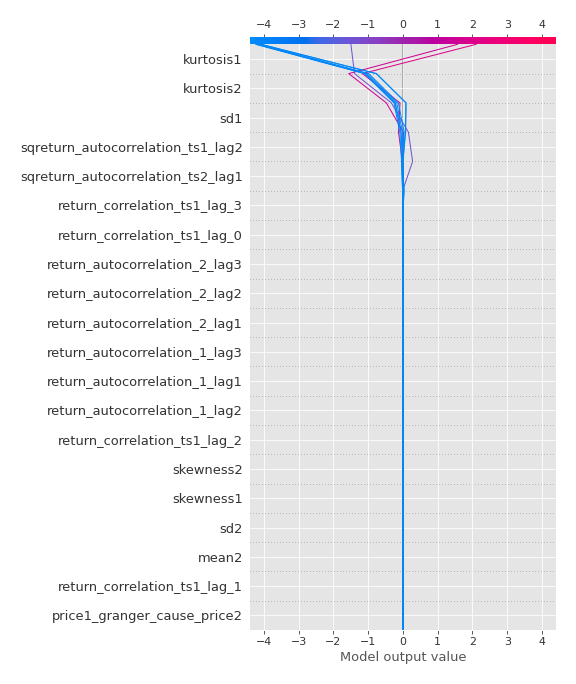 −4 −3 −2 −1 0 1 2 3 4
kurtosis1
kurtosis2
sd1
sqreturn_autocorrelation_ts1_lag2
sqreturn_autocorrelation_ts2_lag1
return_correlation_ts1_lag_3
return_correlation_ts1_lag_0
return_autocorrelation_2_lag3
return_autocorrelation_2_lag2
return_autocorrelation_2_lag1
return_autocorrelation_1_lag3
return_autocorrelation_1_lag1
return_autocorrelation_1_lag2
return_correlation_ts1_lag_2
skewness2
skewness1
sd2
mean2
return_correlation_ts1_lag_1
price1_granger_cause_price2
−4 −3 −2 −1 0 1 2 3 4
Model output value